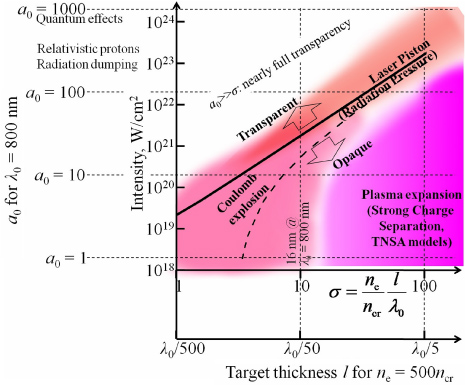 a₀ = 1000
Quantum effects
Relativistic protons
Radiation dumping
a₀ = 100
a₀ = 10
a₀ = 1
a₀ for λ₀ = 800 nm
Intensity, W/cm²
10²⁴
10²³
10²²
10²¹
10²⁰
10¹⁹
10¹⁸
a₀>>σ: nearly full transparency
Laser Piston
(Radiation Pressure)
Transparent
Opaque
Coulomb
explosion
16 nm @
λ₀ = 800 nm
Plasma expansion
(Strong Charge
Separation,
TNSA models)
1
10
100
σ = nₑ/n_cr l/λ₀
λ₀/500
λ₀/50
λ₀/5
Target thickness l for nₑ = 500n_cr